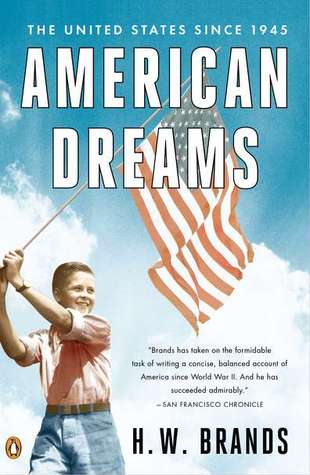 THE UNITED STATES SINCE 1945
AMERICAN
DREAMS
"Brands has taken on the formidable
task of writing a concise, balanced account of
America since World War II. And he has
succeeded admirably."
—SAN FRANCISCO CHRONICLE
H. W. BRANDS